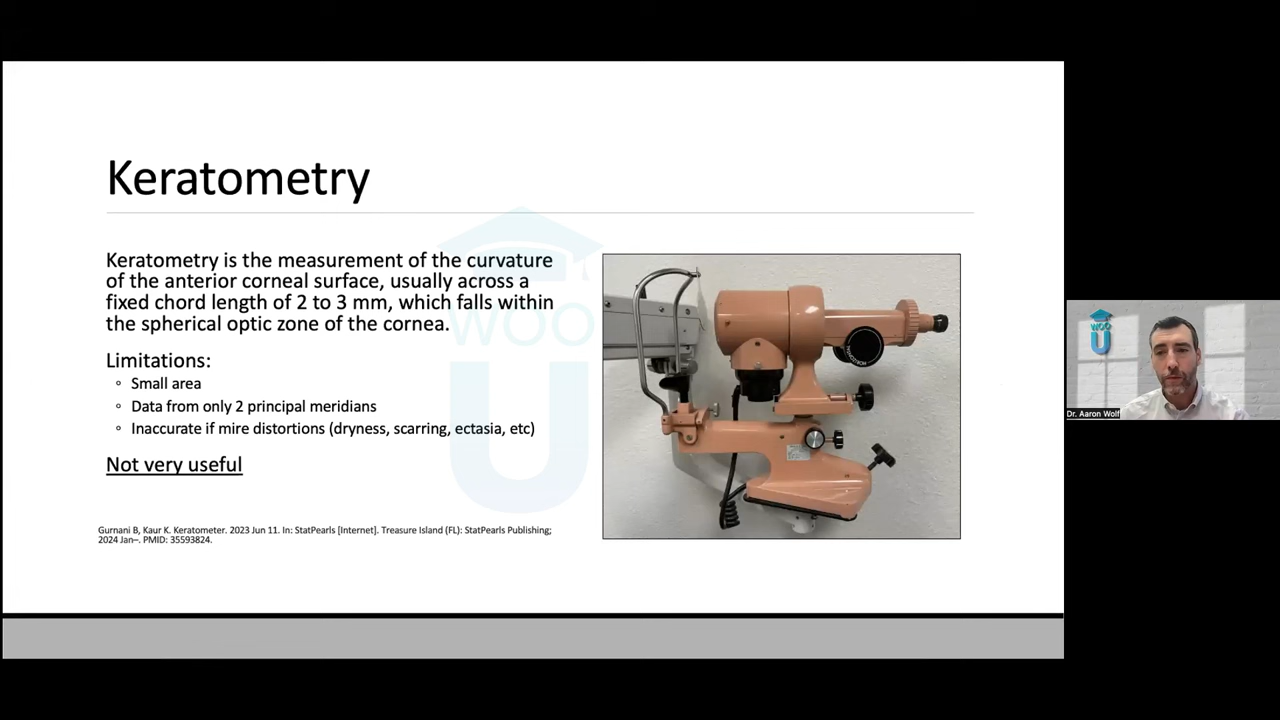 Keratometry
Keratometry is the measurement of the curvature
of the anterior corneal surface, usually across a
fixed chord length of 2 to 3 mm, which falls within
the spherical optic zone of the cornea.
Limitations:
◦ Small area
◦ Data from only 2 principal meridians
◦ Inaccurate if mire distortions (dryness, scarring, ectasia, etc)
Not very useful
Gurnani B, Kaur K. Keratometer. 2023 Jun 11. In: StatPearls [Internet]. Treasure Island (FL): StatPearls Publishing;
2024 Jan–. PMID: 35593824.
WOO
U
HORIZONTAL
WOO
U
Dr. Aaron Wolf